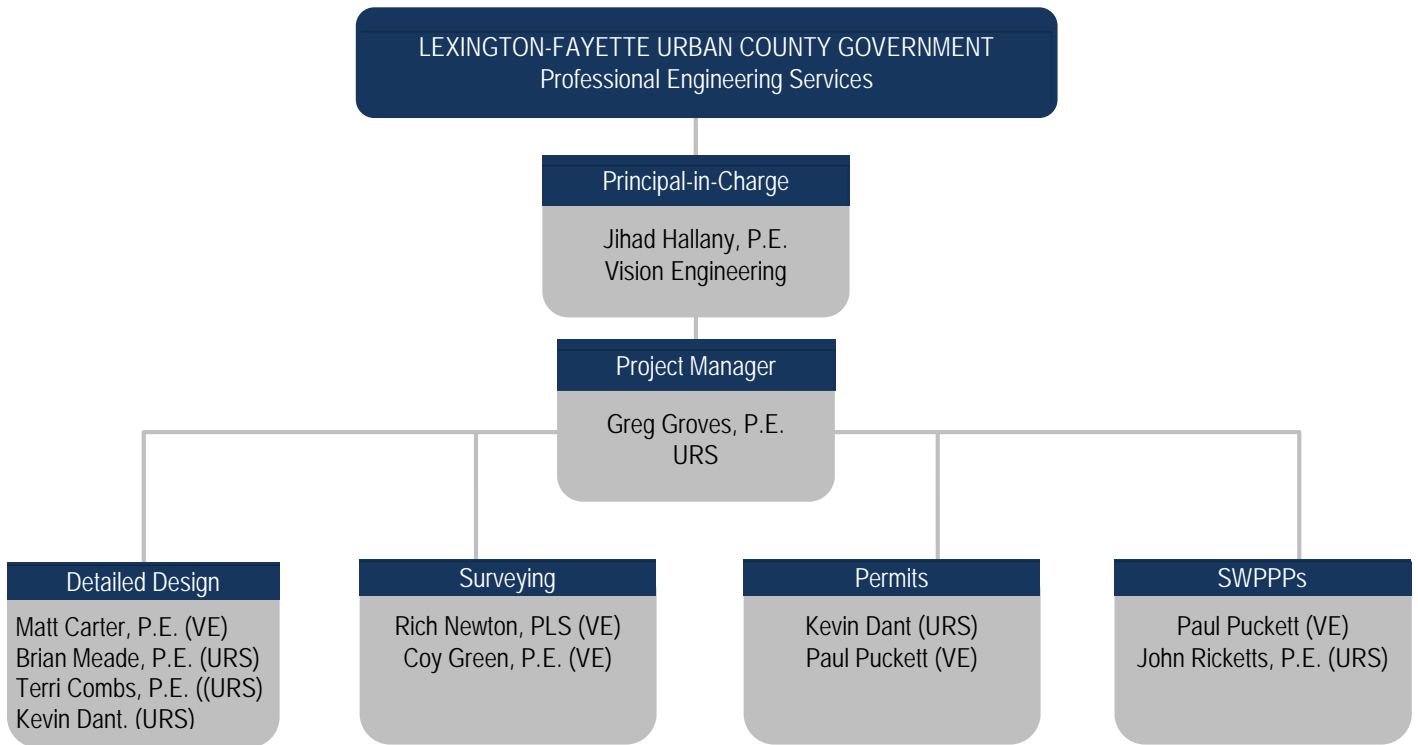 LEXINGTON-FAYETTE URBAN COUNTY GOVERNMENT
Professional Engineering Services
Principal-in-Charge
Jihad Hallany, P.E.
Vision Engineering
Project Manager
Greg Groves, P.E.
URS
Detailed Design
Matt Carter, P.E. (VE)
Brian Meade, P.E. (URS)
Terri Combs, P.E. ((URS)
Kevin Dant. (URS)
Surveying
Rich Newton, PLS (VE)
Coy Green, P.E. (VE)
Permits
Kevin Dant (URS)
Paul Puckett (VE)
SWPPPs
Paul Puckett (VE)
John Ricketts, P.E. (URS)